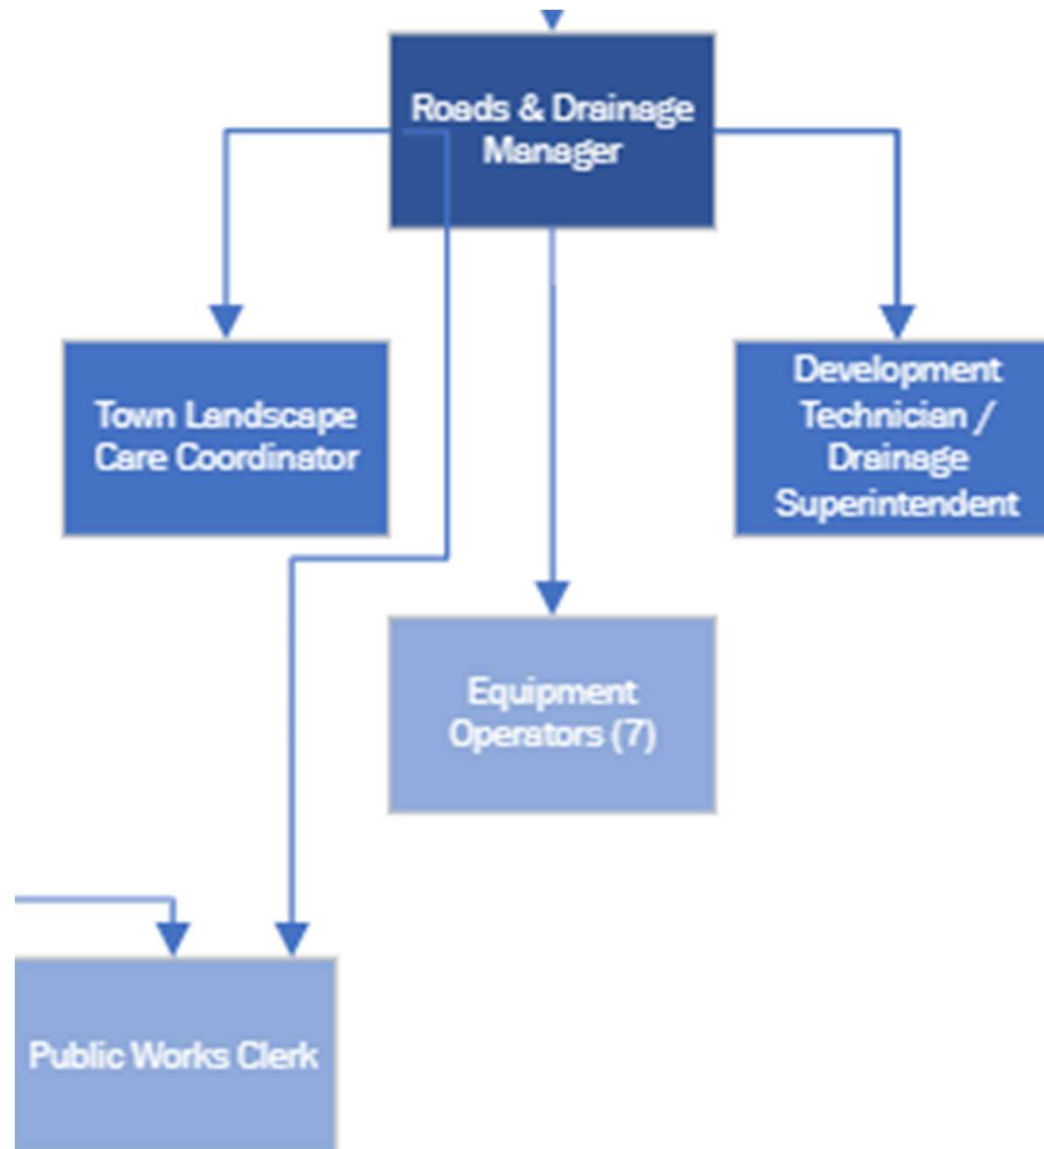 Roads & Drainage
Manager
Town Landscape
Care Coordinator
Development
Technician /
Drainage
Superintendent
Equipment
Operators (7)
Public Works Clerk